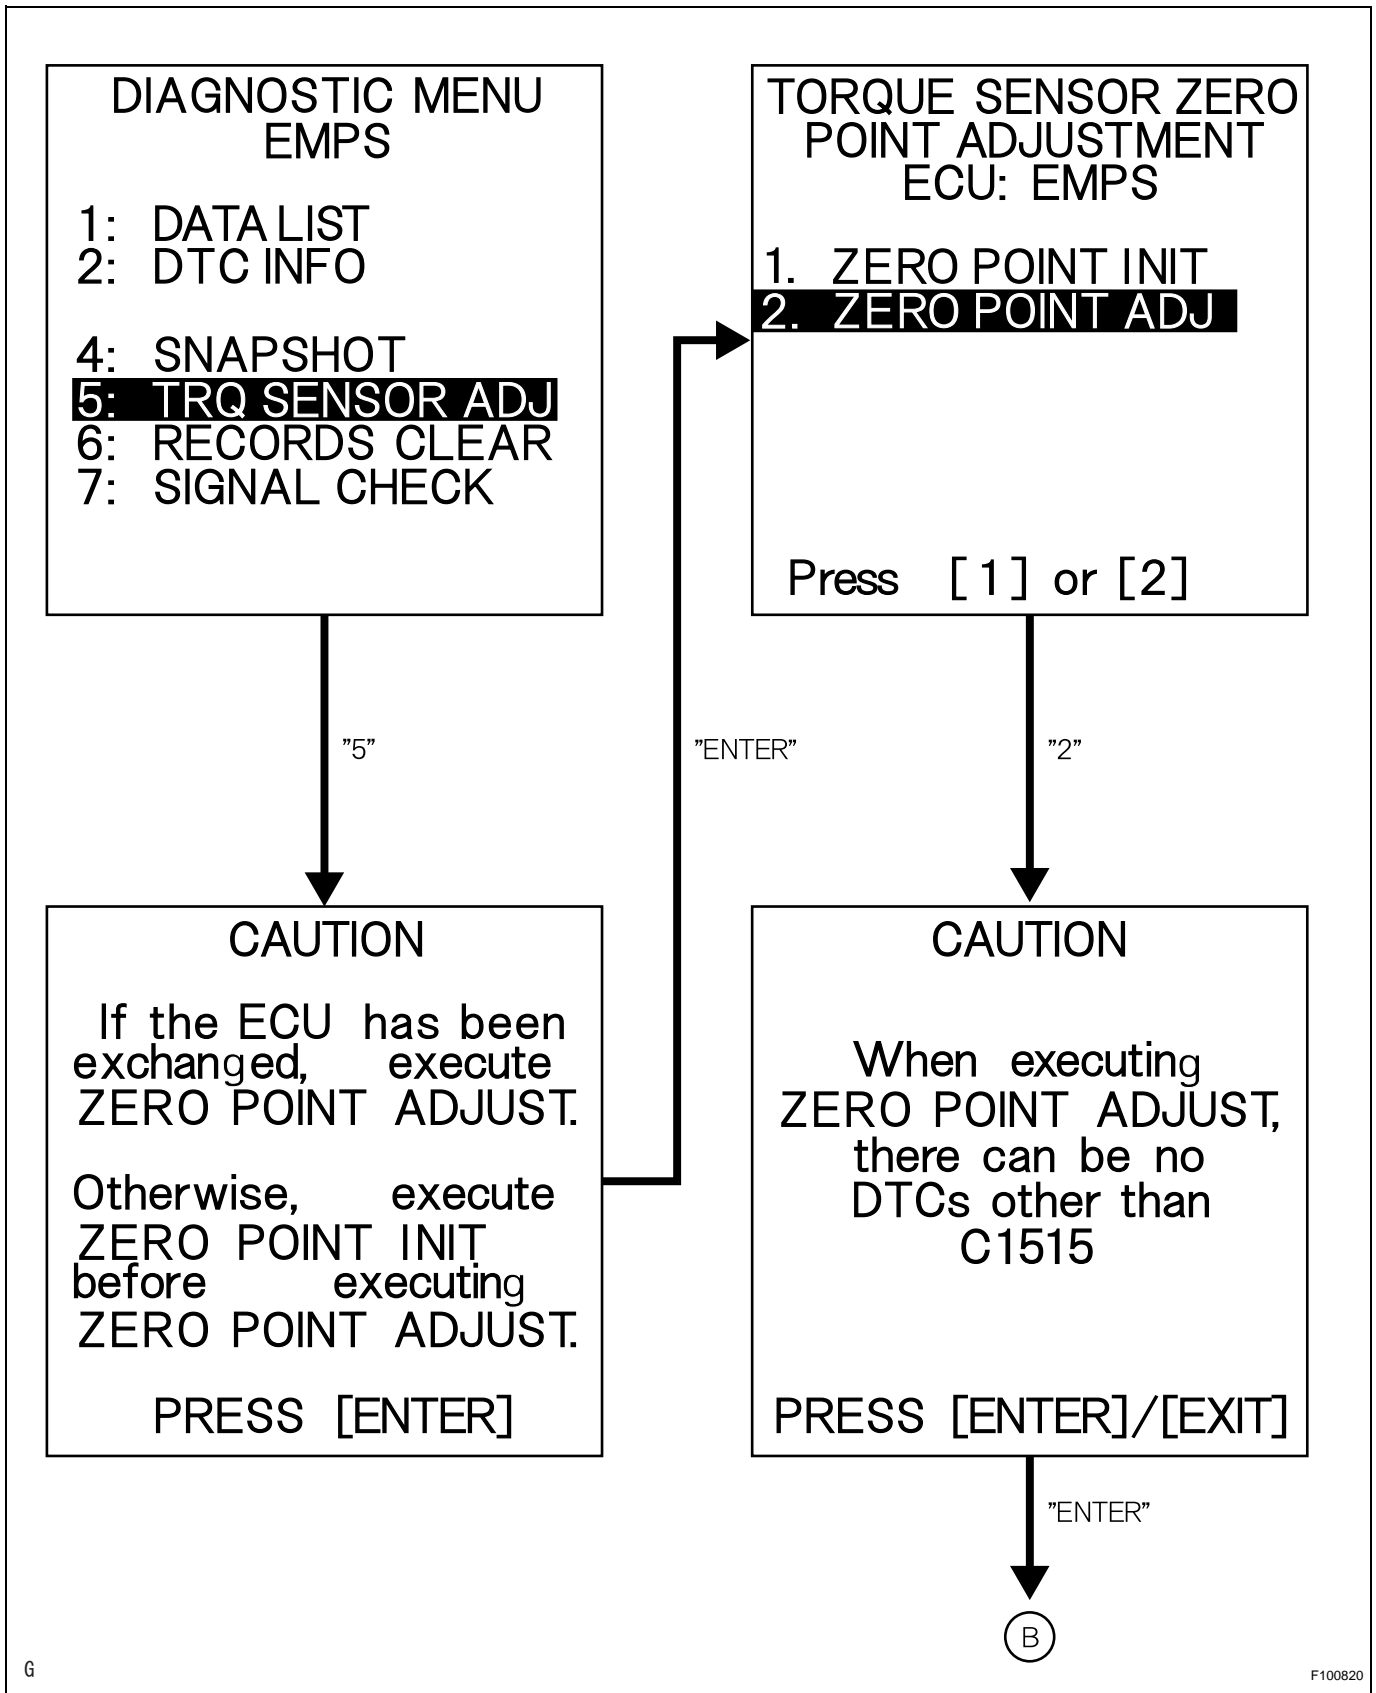 DIAGNOSTIC MENU
EMPS
1: DATA LIST
2: DTC INFO
4: SNAPSHOT
5: TRQ SENSOR ADJ
6: RECORDS CLEAR
7: SIGNAL CHECK
"5"
CAUTION
If the ECU has been
exchanged, execute
ZERO POINT ADJUST.
Otherwise, execute
ZERO POINT INIT
before executing
ZERO POINT ADJUST.
PRESS [ENTER]
"ENTER"
TORQUE SENSOR ZERO
POINT ADJUSTMENT
ECU: EMPS
1. ZERO POINT INIT
2. ZERO POINT ADJ
Press [1] or [2]
"2"
CAUTION
When executing
ZERO POINT ADJUST,
there can be no
DTCs other than
C1515
PRESS [ENTER]/[EXIT]
"ENTER"
B
G
F100820